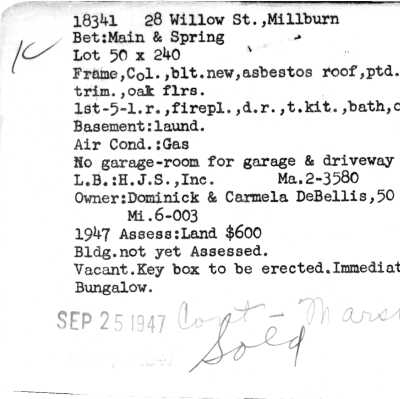 18341 28 Willow St.,Millburn
Bet:Main & Spring
Lot 50 x 240
Frame,Col.,blt.new,asbestos roof,ptd.
trim.,oak flrs.
1st-5-l.r.,firepl.,d.r.,t.kit.,bath,
Basement:laund.
Air Cond.:Gas
No garage-room for garage & driveway
L.B.:H.J.S.,Inc. Ma.2-3580
Owner:Dominick & Carmela DeBellis,50
Mi.6-003
1947 Assess:Land $600
Bldg.not yet Assessed.
Vacant.Key box to be erected.Immediat
Bungalow.
SEP 25 1947 Cont - Mars
Sold